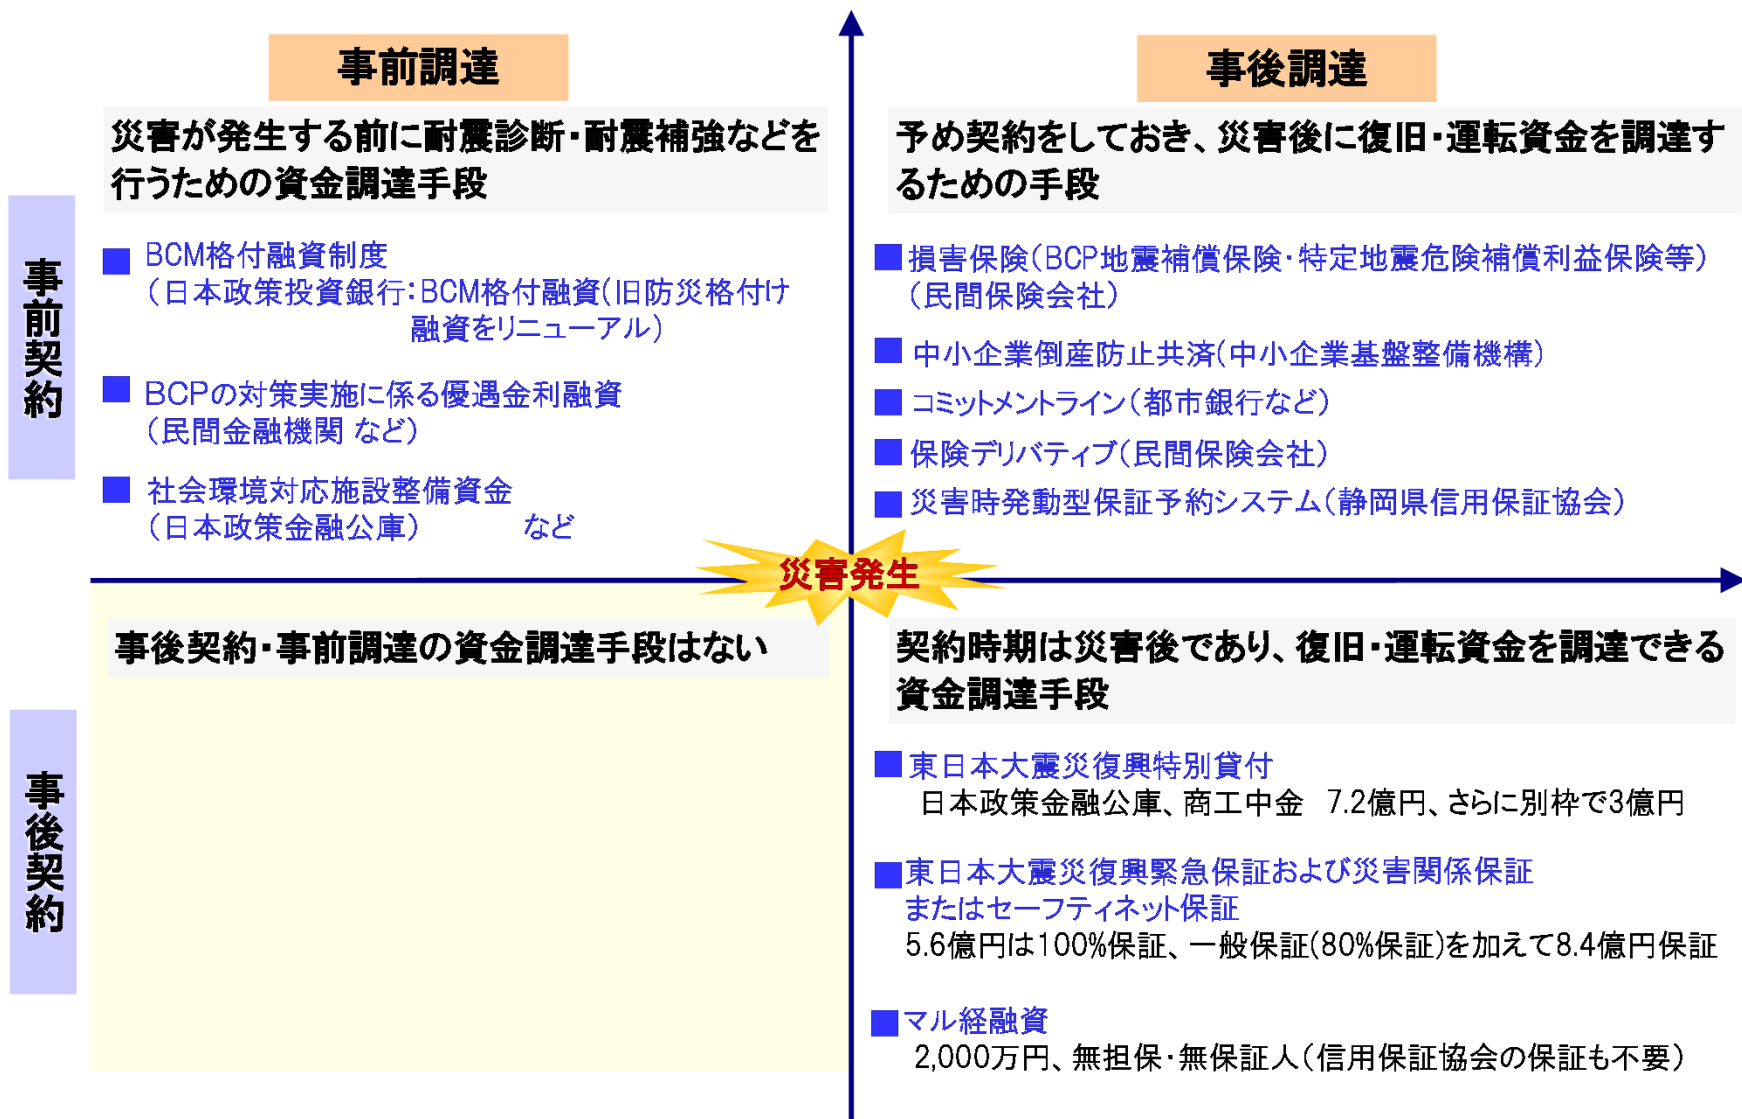 事前調達
事後調達
災害が発生する前に耐震診断・耐震補強などを
行うための資金調達手段
予め契約をしておき、災害後に復旧・運転資金を調達す
るための手段
事前契約
■ BCM格付融資制度
（日本政策投資銀行：BCM格付融資(旧防災格付け
融資をリニューアル）
■ BCPの対策実施に係る優遇金利融資
（民間金融機関 など）
■ 社会環境対応施設整備資金
（日本政策金融公庫） など
■ 損害保険（BCP地震補償保険・特定地震危険補償利益保険等）
（民間保険会社）
■ 中小企業倒産防止共済(中小企業基盤整備機構）
■ コミットメントライン（都市銀行など）
■ 保険デリバティブ（民間保険会社）
■ 災害時発動型保証予約システム（静岡県信用保証協会）
災害発生
事後契約・事前調達の資金調達手段はない
契約時期は災害後であり、復旧・運転資金を調達できる
資金調達手段
事後契約
■ 東日本大震災復興特別貸付
日本政策金融公庫、商工中金　7.2億円、さらに別枠で3億円
■ 東日本大震災復興緊急保証および災害関係保証
またはセーフティネット保証
5.6億円は100%保証、一般保証(80%保証)を加えて8.4億円保証
■ マル経融資
2,000万円、無担保・無保証人（信用保証協会の保証も不要）